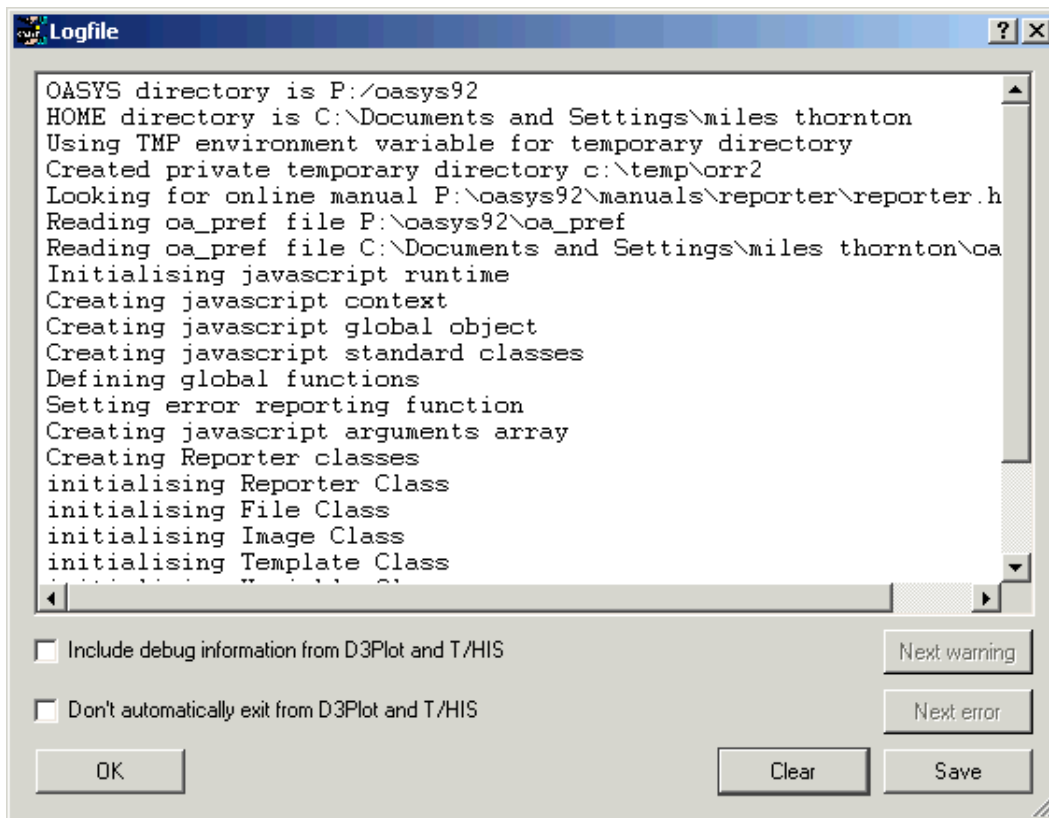 Logfile
OASYS directory is P:/oasys92
HOME directory is C:\Documents and Settings\miles thornton
Using TMP environment variable for temporary directory
Created private temporary directory c:\temp\orr2
Looking for online manual P:\oasys92\manuals\reporter\reporter.h
Reading oa_pref file P:\oasys92\oa_pref
Reading oa_pref file C:\Documents and Settings\miles thornton\oa
Initialising javascript runtime
Creating javascript context
Creating javascript global object
Creating javascript standard classes
Defining global functions
Setting error reporting function
Creating javascript arguments array
Creating Reporter classes
initialising Reporter Class
initialising File Class
initialising Image Class
initialising Template Class
Include debug information from D3Plot and T/HIS
Next warning
Don't automatically exit from D3Plot and T/HIS
Next error
OK
Clear
Save